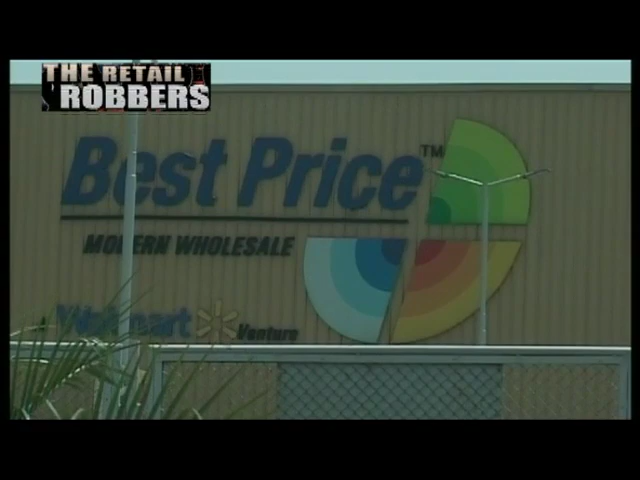 THE RETAIL
ROBBERS
Best Price™
MODERN WHOLESALE
Walmart Venture